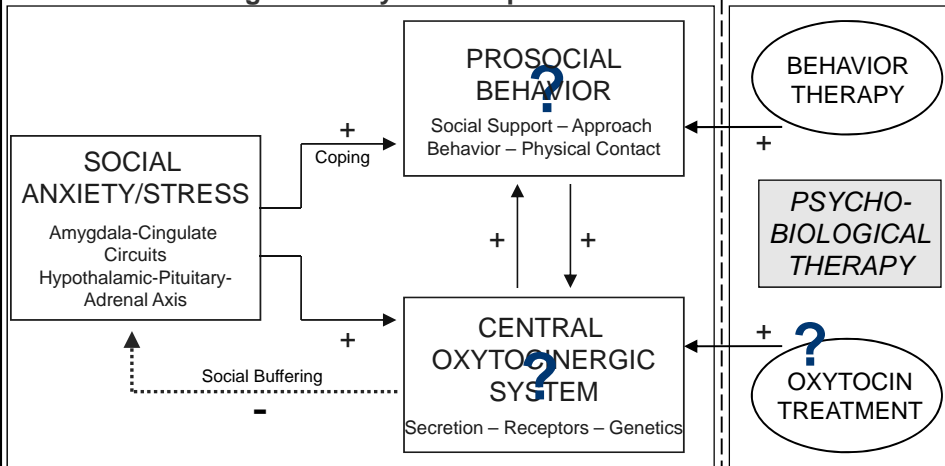 SOCIAL
ANXIETY/STRESS
Amygdala-Cingulate
Circuits
Hypothalamic-Pituitary-
Adrenal Axis
+
Coping
+
PROSOCIAL
BEHAVIOR
?
Social Support – Approach
Behavior – Physical Contact
+
+
CENTRAL
OXYTOCINERGIC
SYSTEM
?
Secretion – Receptors – Genetics
Social Buffering
-
BEHAVIOR
THERAPY
+
PSYCHO-
BIOLOGICAL
THERAPY
+
?
OXYTOCIN
TREATMENT